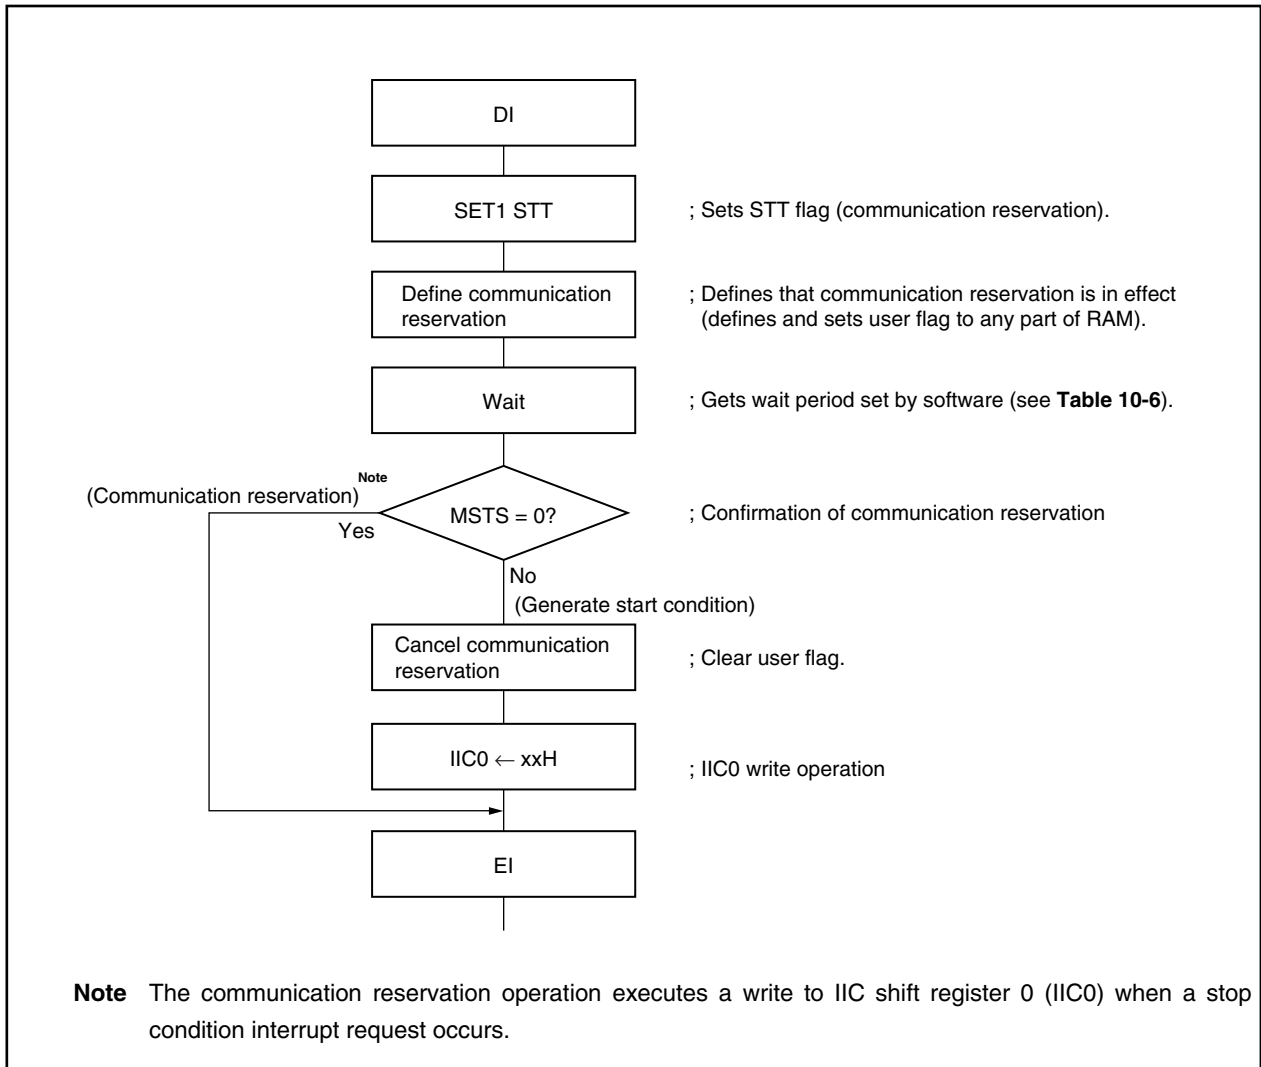 DI
SET1 STT
; Sets STT flag (communication reservation).
Define communication
reservation
; Defines that communication reservation is in effect
(defines and sets user flag to any part of RAM).
Wait
; Gets wait period set by software (see Table 10-6).
(Communication reservation)Note
Yes
MSTS = 0?
; Confirmation of communication reservation
No
(Generate start condition)
Cancel communication
reservation
; Clear user flag.
IIC0 ← xxH
; IIC0 write operation
EI
Note The communication reservation operation executes a write to IIC shift register 0 (IIC0) when a stop
condition interrupt request occurs.